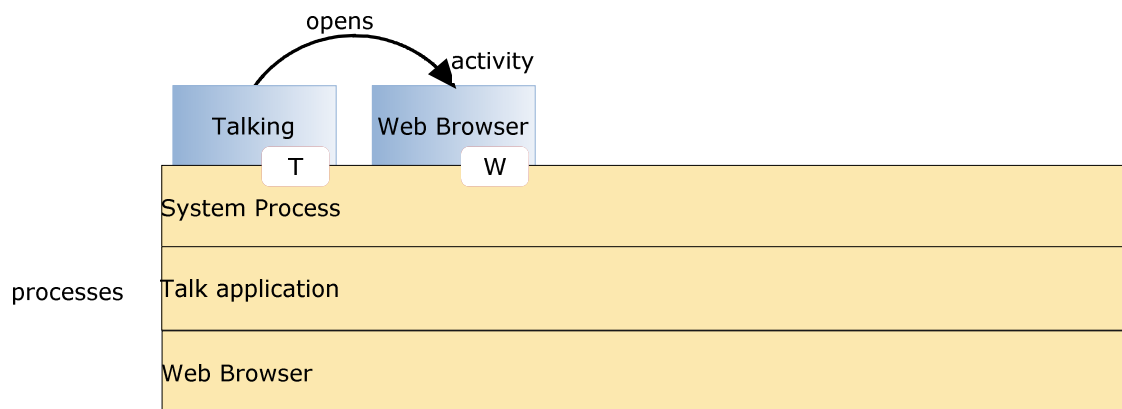 opens
activity
Talking
Web Browser
T
W
System Process
processes
Talk application
Web Browser